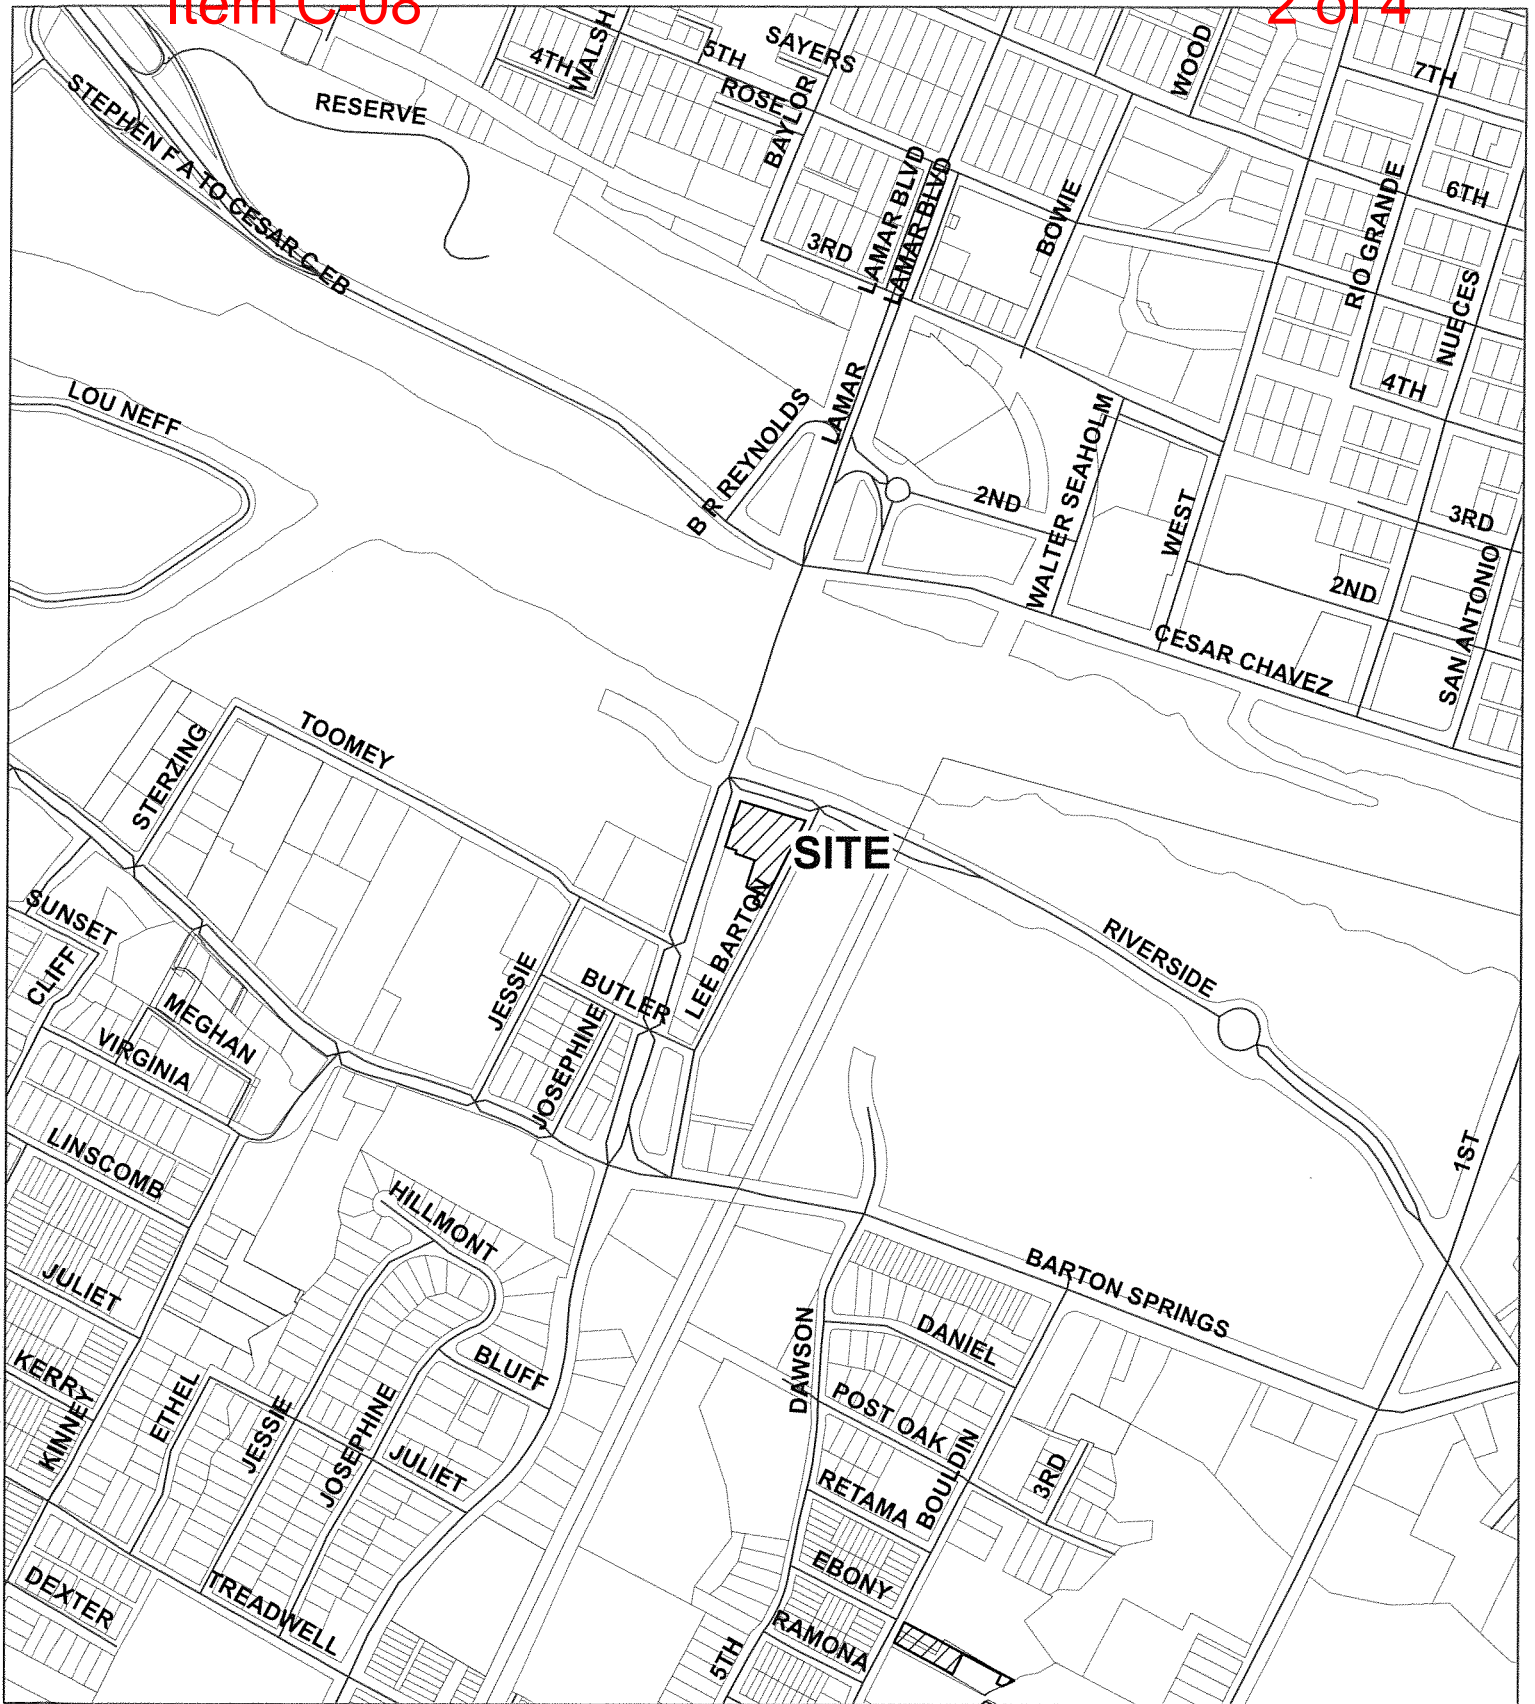 Item C-08
2 of 4
SAYERS
WALSH
4TH
5TH
WOOD
7TH
ROSE
BAYLOR
RESERVE
STEPHEN F A TO CESAR C EB
LAMAR BLVD
LAMAR BLVD
BOWIE
RIO GRANDE
6TH
3RD
NUECES
LOU NEFF
LAMAR
B R REYNOLDS
4TH
WALTER SEAHOLM
2ND
WEST
3RD
2ND
SAN ANTONIO
CESAR CHAVEZ
TOOMEY
STERZING
SITE
SUNSET
CLIFF
LEE BARTON
RIVERSIDE
JESSIE
BUTLER
MEGHAN
VIRGINIA
JOSEPHINE
LINSCOMB
1ST
HILLMONT
JULIET
BARTON SPRINGS
DAWSON
DANIEL
KERRY
KINNEY
ETHEL
BLUFF
JESSIE
JOSEPHINE
JULIET
POST OAK
BOULDIN
3RD
RETAMA
DEXTER
TREADWELL
EBONY
RAMONA
5TH